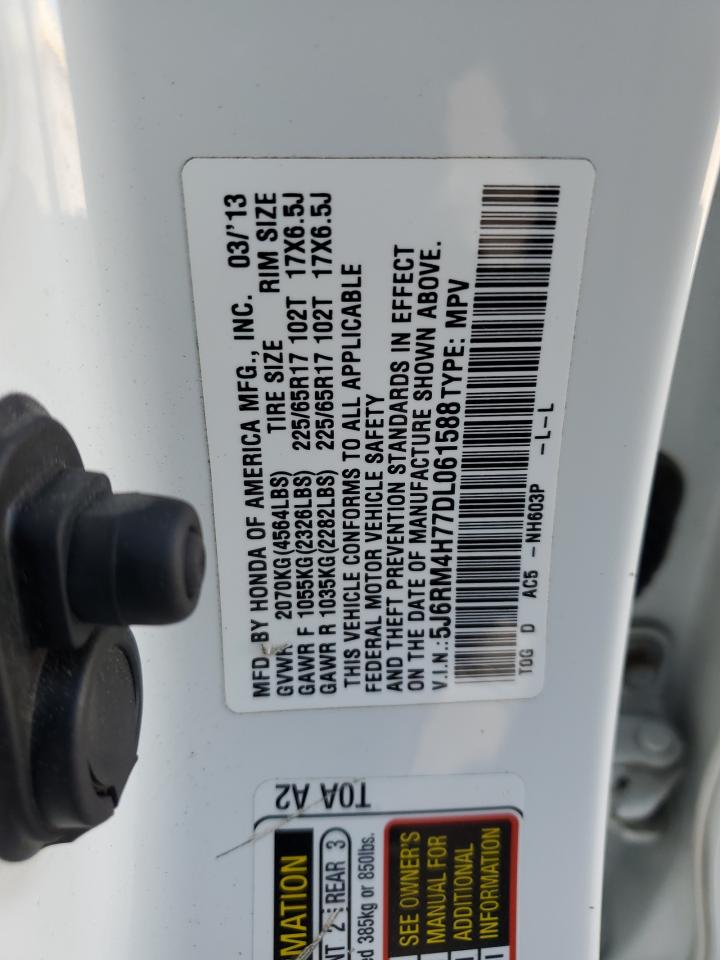 MFD. BY HONDA OF AMERICA MFG., INC. 03/'13
GVWR 2070KG(4564LBS) TIRE SIZE RIM SIZE
GAWR F 1055KG(2326LBS) 225/65R17 102T 17X6.5J
GAWR R 1035KG(2282LBS) 225/65R17 102T 17X6.5J
THIS VEHICLE CONFORMS TO ALL APPLICABLE
FEDERAL MOTOR VEHICLE SAFETY
AND THEFT PREVENTION STANDARDS IN EFFECT
ON THE DATE OF MANUFACTURE SHOWN ABOVE.
V.I.N.: 5J6RM4H77DL061588 TYPE: MPV
T0G D AC5 -NH603P -L-L
T0A A2
REAR 3
385kg or 850lbs.
SEE OWNER'S
MANUAL FOR
ADDITIONAL
INFORMATION